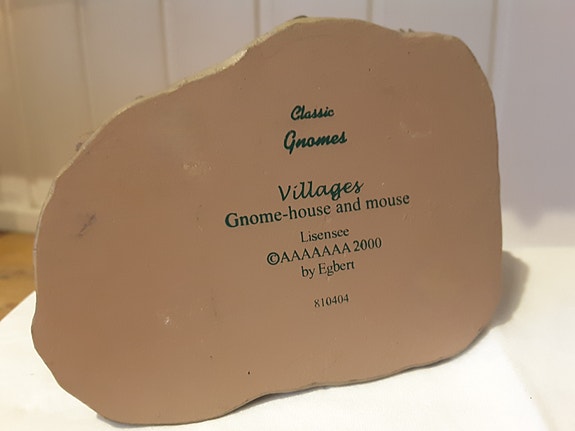 Classic
Gnomes
Villages
Gnome-house and mouse
Lisensee
©AAAAAAA 2000
by Egbert
810404